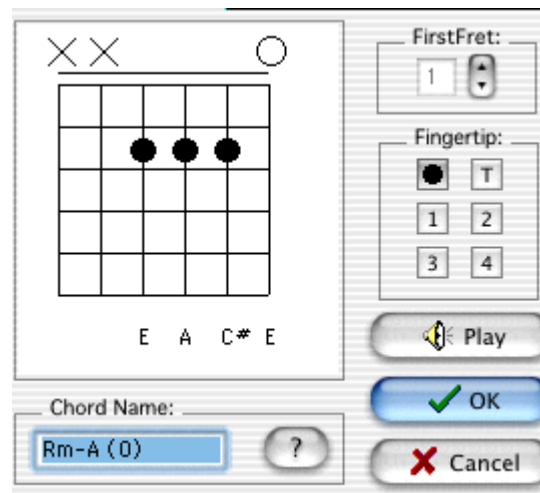 FirstFret:
1
Fingertip:
T
1 2
3 4
E A C# E
Play
Chord Name:
OK
Rm-A(0)
?
Cancel